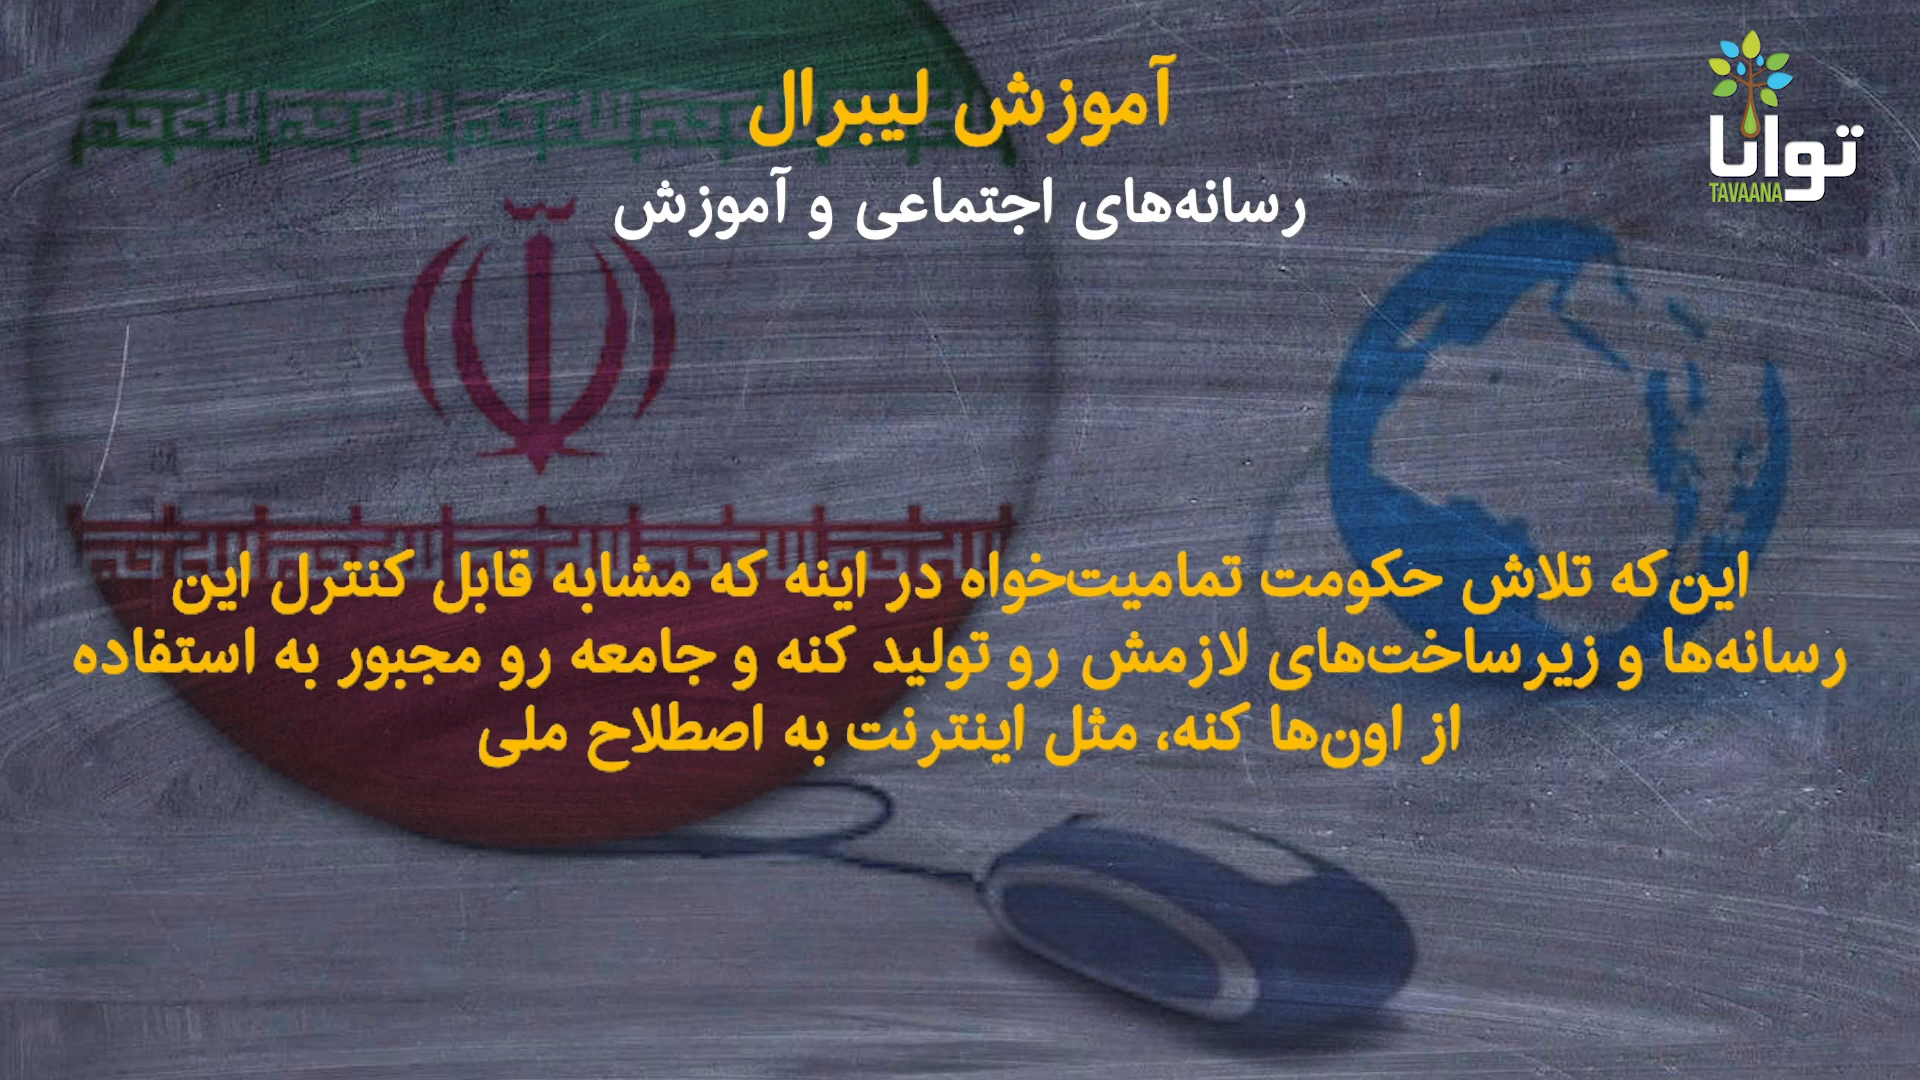 آموزش لیبرال
توانا
TAVAANA
رسانه‌های اجتماعی و آموزش
این‌که تلاش حکومت تمامیت‌خواه در اینه که مشابه قابل کنترل این
رسانه‌ها و زیرساخت‌های لازمش رو تولید کنه و جامعه رو مجبور به استفاده
از اون‌ها کنه، مثل اینترنت به اصطلاح ملی